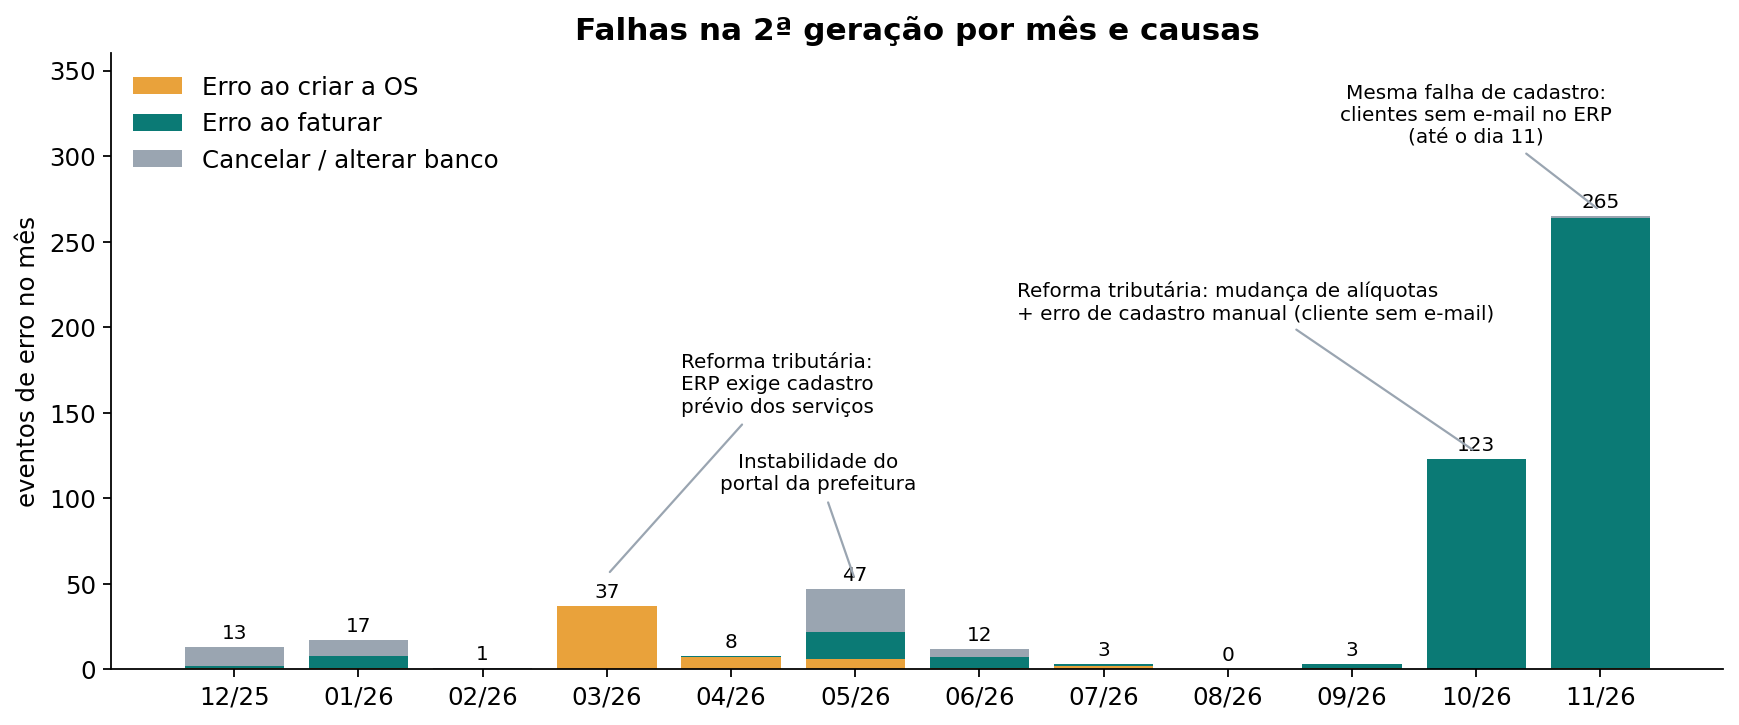 Falhas na 2ª geração por mês e causas
350
300
250
200
150
100
50
0
eventos de erro no mês
Erro ao criar a OS
Erro ao faturar
Cancelar / alterar banco
Mesma falha de cadastro:
clientes sem e-mail no ERP
(até o dia 11)
Reforma tributária: mudança de alíquotas
+ erro de cadastro manual (cliente sem e-mail)
Reforma tributária:
ERP exige cadastro
prévio dos serviços
Instabilidade do
portal da prefeitura
13
17
1
37
8
47
12
3
0
3
123
265
12/25
01/26
02/26
03/26
04/26
05/26
06/26
07/26
08/26
09/26
10/26
11/26